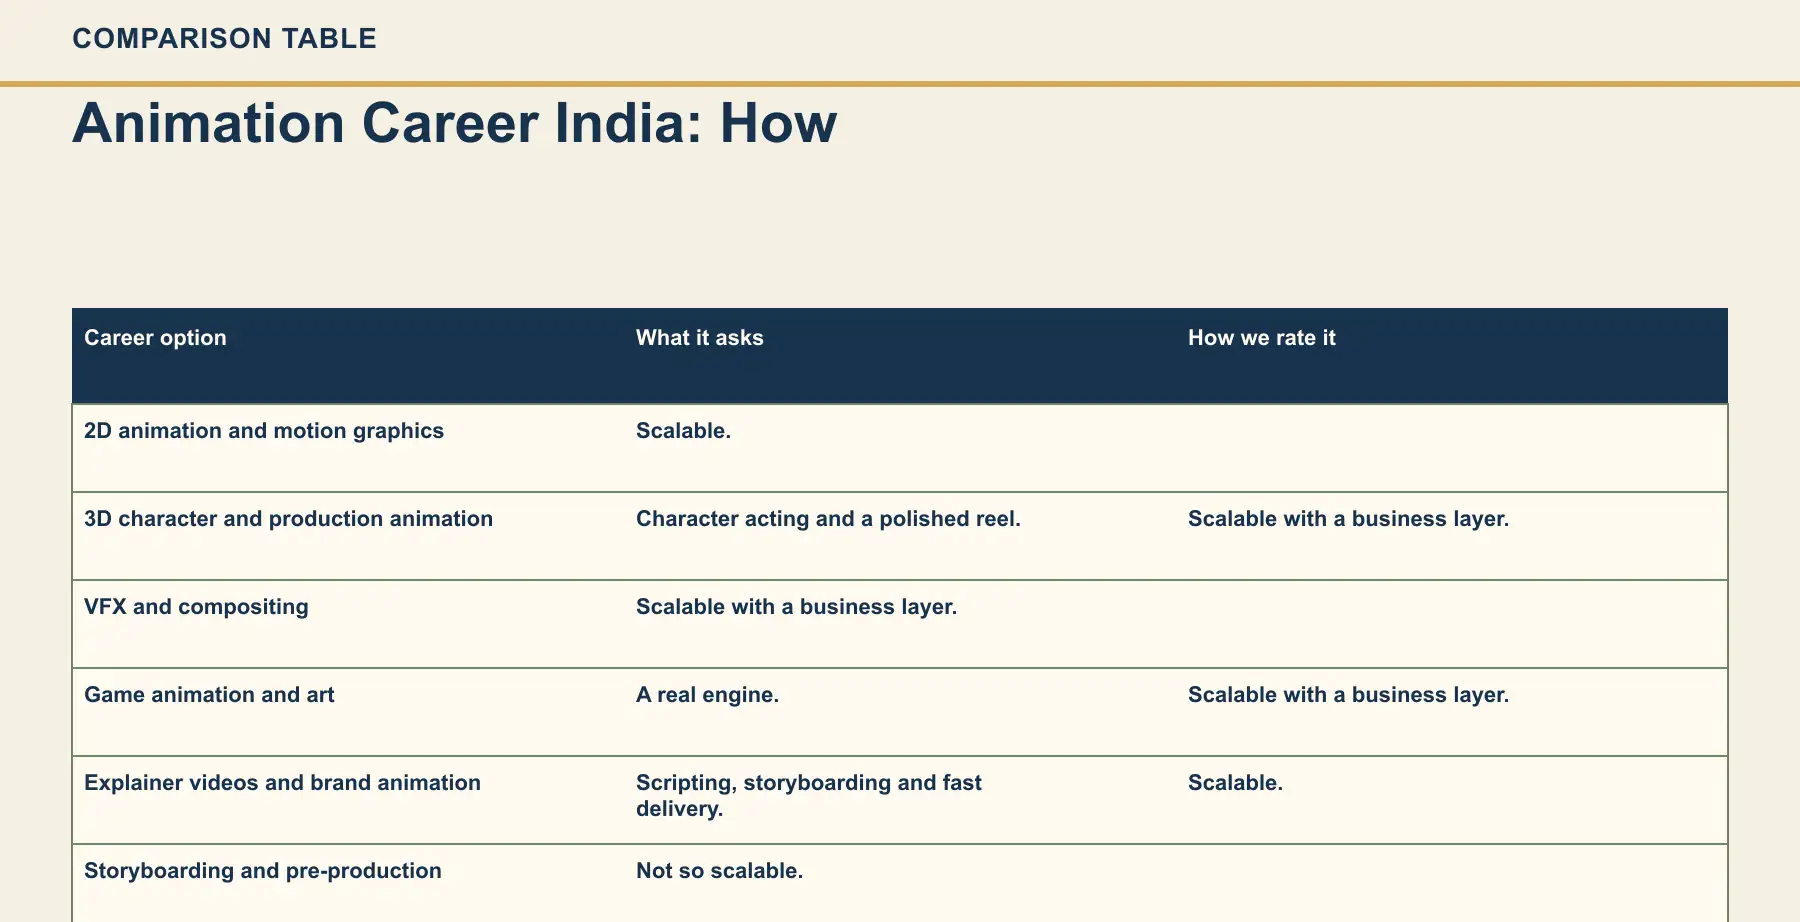 COMPARISON TABLE
Animation Career India: How
Career option What it asks How we rate it
2D animation and motion graphics Scalable.
3D character and production animation Character acting and a polished reel. Scalable with a business layer.
VFX and compositing Scalable with a business layer.
Game animation and art A real engine. Scalable with a business layer.
Explainer videos and brand animation Scripting, storyboarding and fast Scalable.
delivery.
Storyboarding and pre-production Not so scalable.